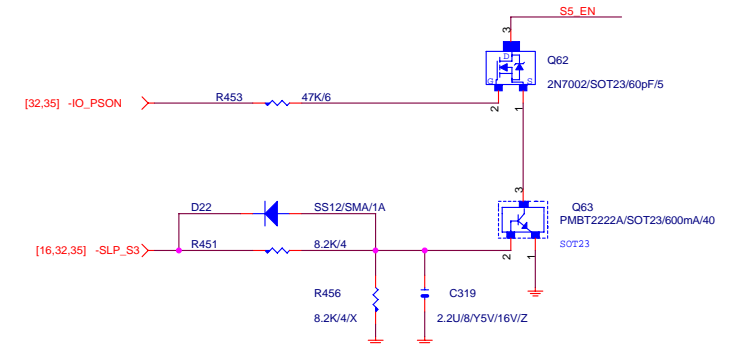 S5_EN
3
D
Q62
G
S
2N7002/SOT23/60pF/5
[32,35] -IO_PSON
R453
47K/6
2
1
3
D22
SS12/SMA/1A
Q63
PMBT2222A/SOT23/600mA/40
SOT23
[16,32,35] -SLP_S3
R451
8.2K/4
2
1
R456
C319
8.2K/4/X
2.2U/8/Y5V/16V/Z